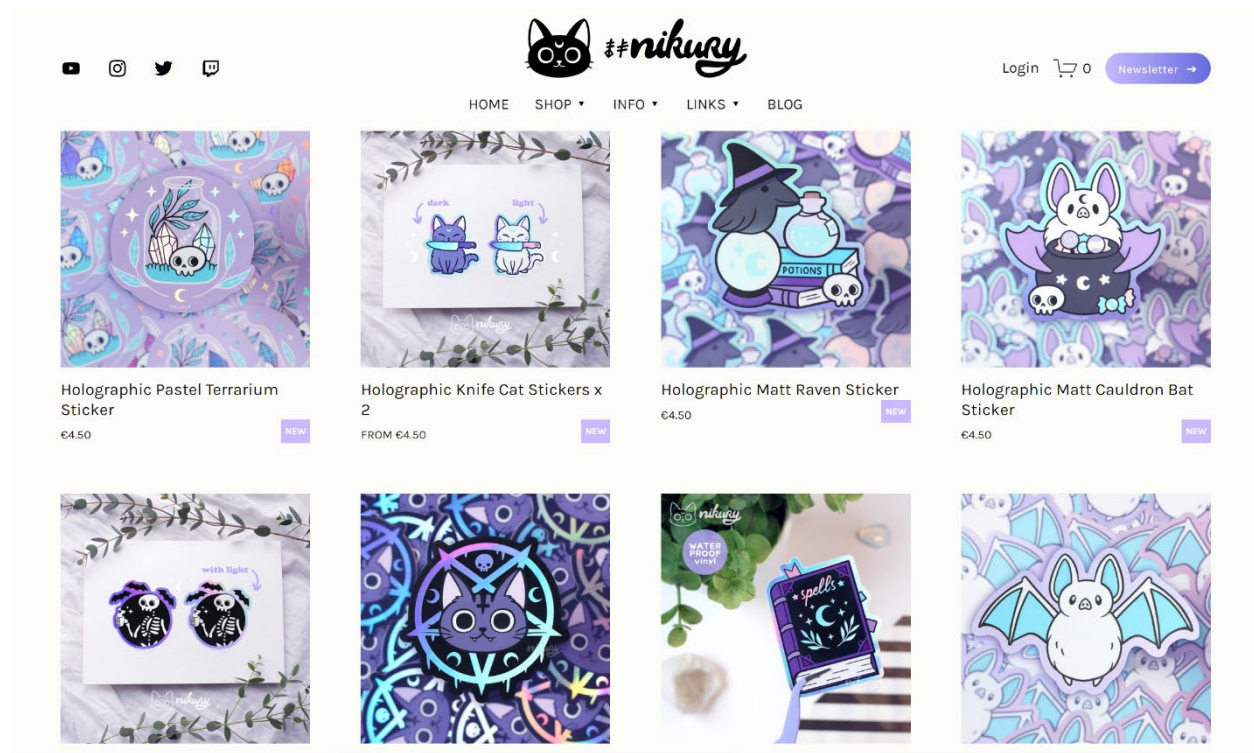 nikury
Login
0
Newsletter →
HOME
SHOP ▾
INFO ▾
LINKS ▾
BLOG
dark
light
nikury
POTIONS
Holographic Pastel Terrarium
Sticker
€4.50
NEW
Holographic Knife Cat Stickers x
2
FROM €4.50
NEW
Holographic Matt Raven Sticker
€4.50
NEW
Holographic Matt Cauldron Bat
Sticker
€4.50
NEW
with light
nikury
nikury
WATER
PROOF
vinyl
spells